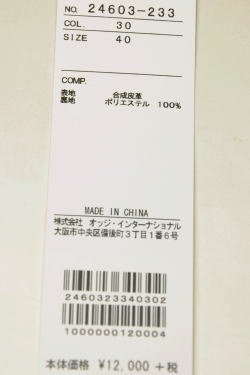 NO. 24603-233
COL. 30
SIZE 40
COMP.
表地 合成皮革
裏地 ポリエステル 100%
MADE IN CHINA
株式会社 オッジ・インターナショナル
大阪市中央区備後町3丁目1番6号
2460323340302
1000000120004
本体価格 ¥12,000 +税